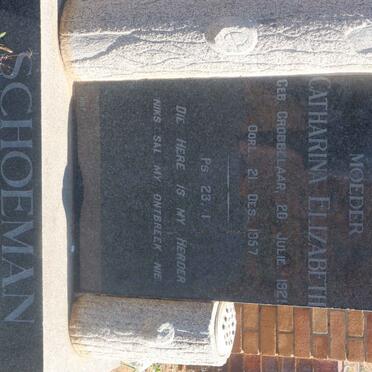 MOEDER
CATHARINA ELIZABETH
GEB. GROBBELAAR, 20 JULIE
OORL. 21 DES. 1957
PS. 23:1
DIE HERE IS MY HERDER
NIKS SAL MY ONTBREEK NIE
SCHOEMAN